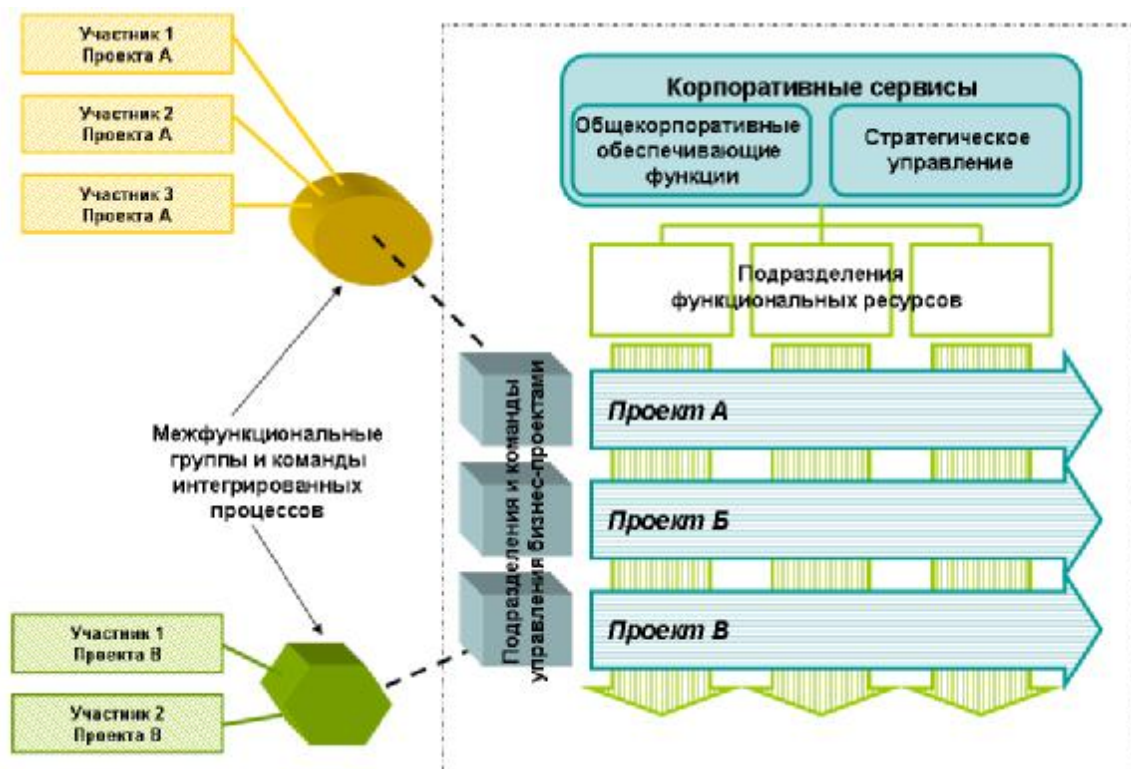 Участник 1
Проекта А
Участник 2
Проекта А
Участник 3
Проекта А
Корпоративные сервисы
Общекорпоративные
обеспечивающие
функции
Стратегическое
управление
Подразделения
функциональных ресурсов
Межфункциональные
группы и команды
интегрированных
процессов
Подразделения и команды
управления бизнес-проектами
Проект А
Проект Б
Проект В
Участник 1
Проекта В
Участник 2
Проекта В